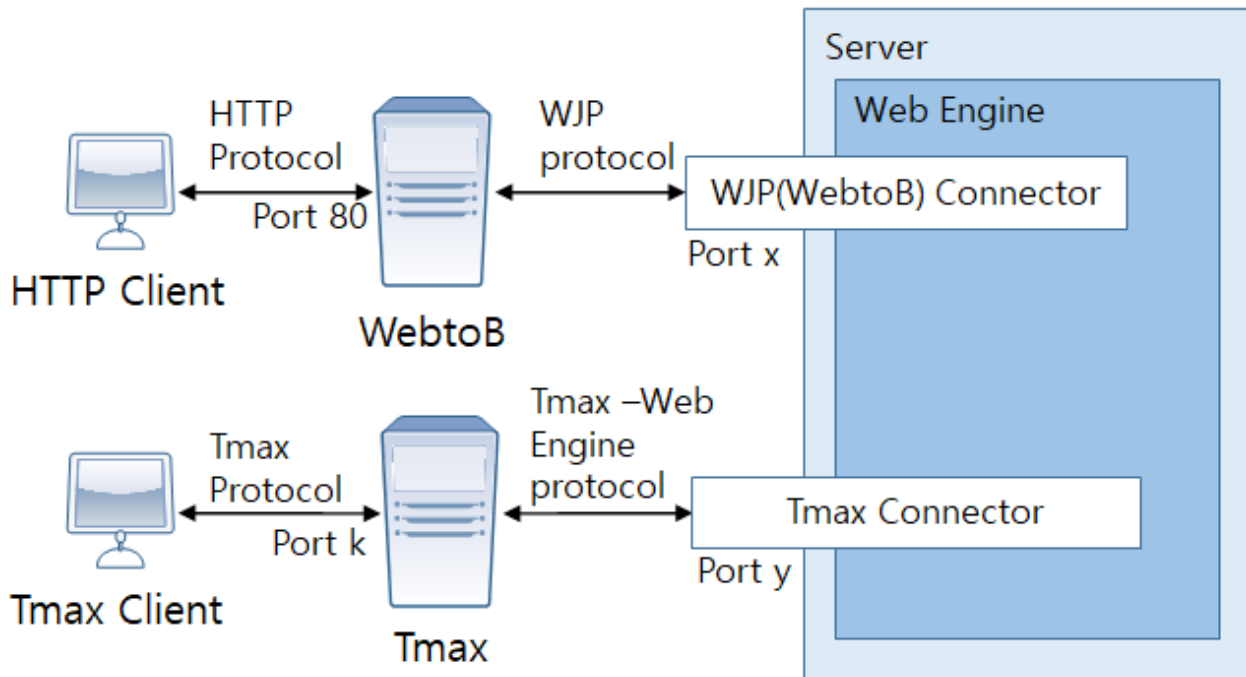 Server
Web Engine
HTTP
Protocol
WJP
protocol
WJP(WebtoB) Connector
Port 80
Port x
HTTP Client
WebtoB
Tmax –Web
Engine
protocol
Tmax
Protocol
Tmax Connector
Port k
Port y
Tmax Client
Tmax